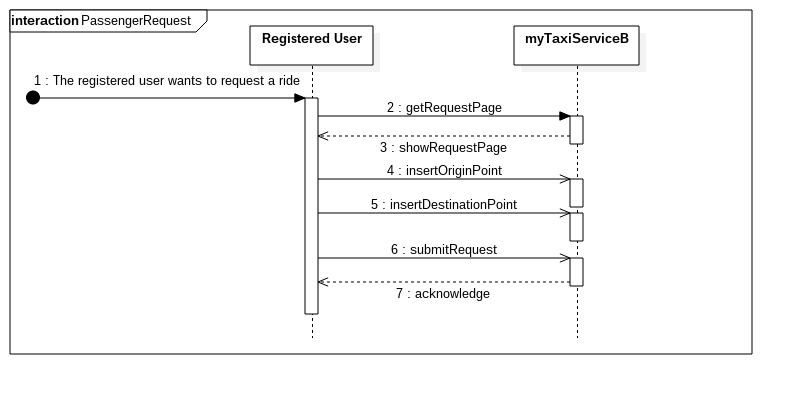 interaction PassengerRequest
Registered User
myTaxiServiceB
1 : The registered user wants to request a ride
2 : getRequestPage
3 : showRequestPage
4 : insertOriginPoint
5 : insertDestinationPoint
6 : submitRequest
7 : acknowledge